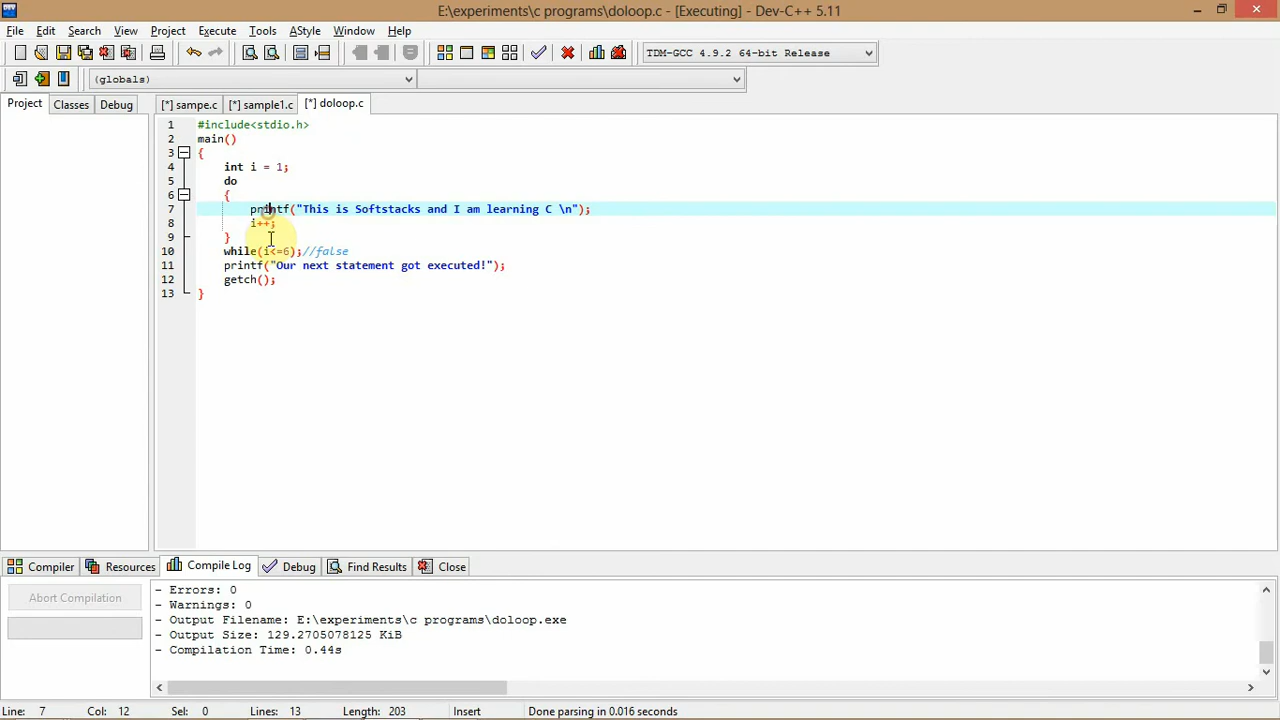 E:\experiments\c programs\doloop.c - [Executing] - Dev-C++ 5.11
File Edit Search View Project Execute Tools AStyle Window Help
TDM-GCC 4.9.2 64-bit Release
(globals)
Project Classes Debug [*] sampe.c [*] sample1.c [*] doloop.c
1 #include<stdio.h>
2 main()
3 {
4 int i = 1;
5 do
6 {
7 printf("This is Softstacks and I am learning C \n");
8 i++;
9 }
10 while(i<=6);//false
11 printf("Our next statement got executed!");
12 getch();
13 }
Compiler Resources Compile Log Debug Find Results Close
Abort Compilation
- Errors: 0
- Warnings: 0
- Output Filename: E:\experiments\c programs\doloop.exe
- Output Size: 129.2705078125 KiB
- Compilation Time: 0.44s
Line: 7 Col: 12 Sel: 0 Lines: 13 Length: 203 Insert Done parsing in 0.016 seconds